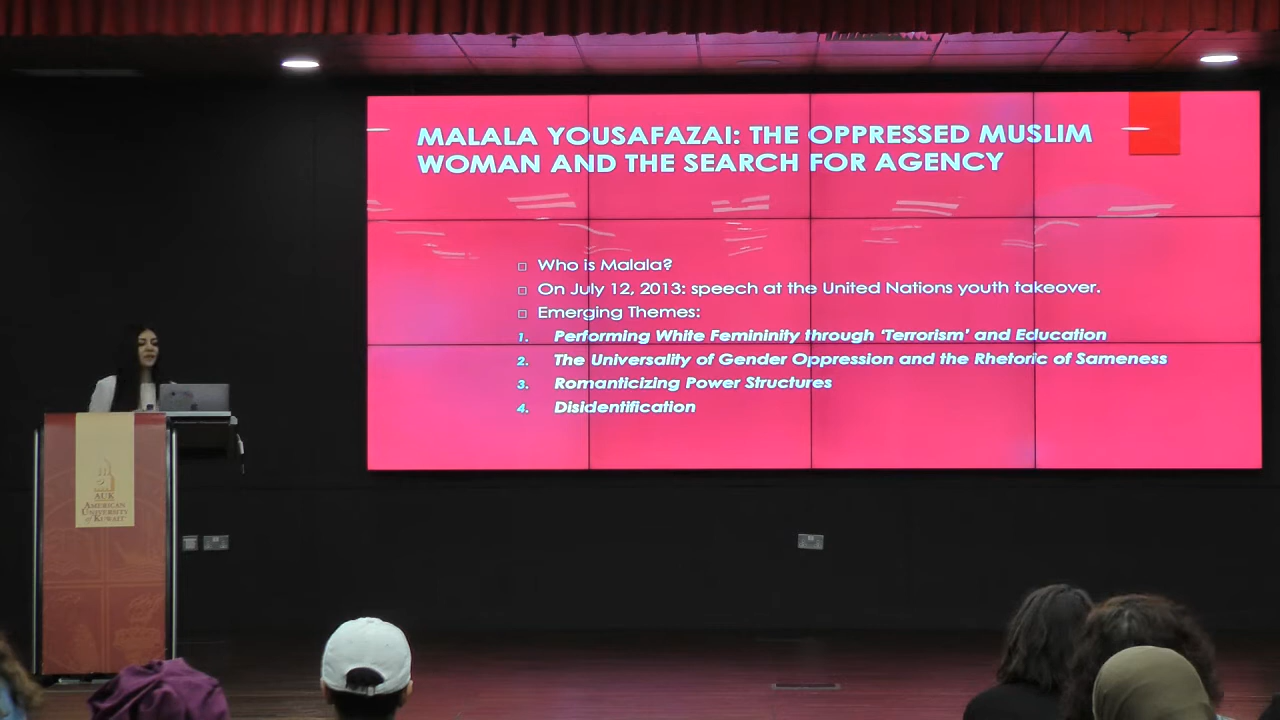 MALALA YOUSAFAZAI: THE OPPRESSED MUSLIM
WOMAN AND THE SEARCH FOR AGENCY
Who is Malala?
On July 12, 2013: speech at the United Nations youth takeover.
Emerging Themes:
1. Performing White Femininity through 'Terrorism' and Education
2. The Universality of Gender Oppression and the Rhetoric of Sameness
3. Romanticizing Power Structures
4. Disidentification
AUK
AMERICAN
UNIVERSITY
of KUWAIT